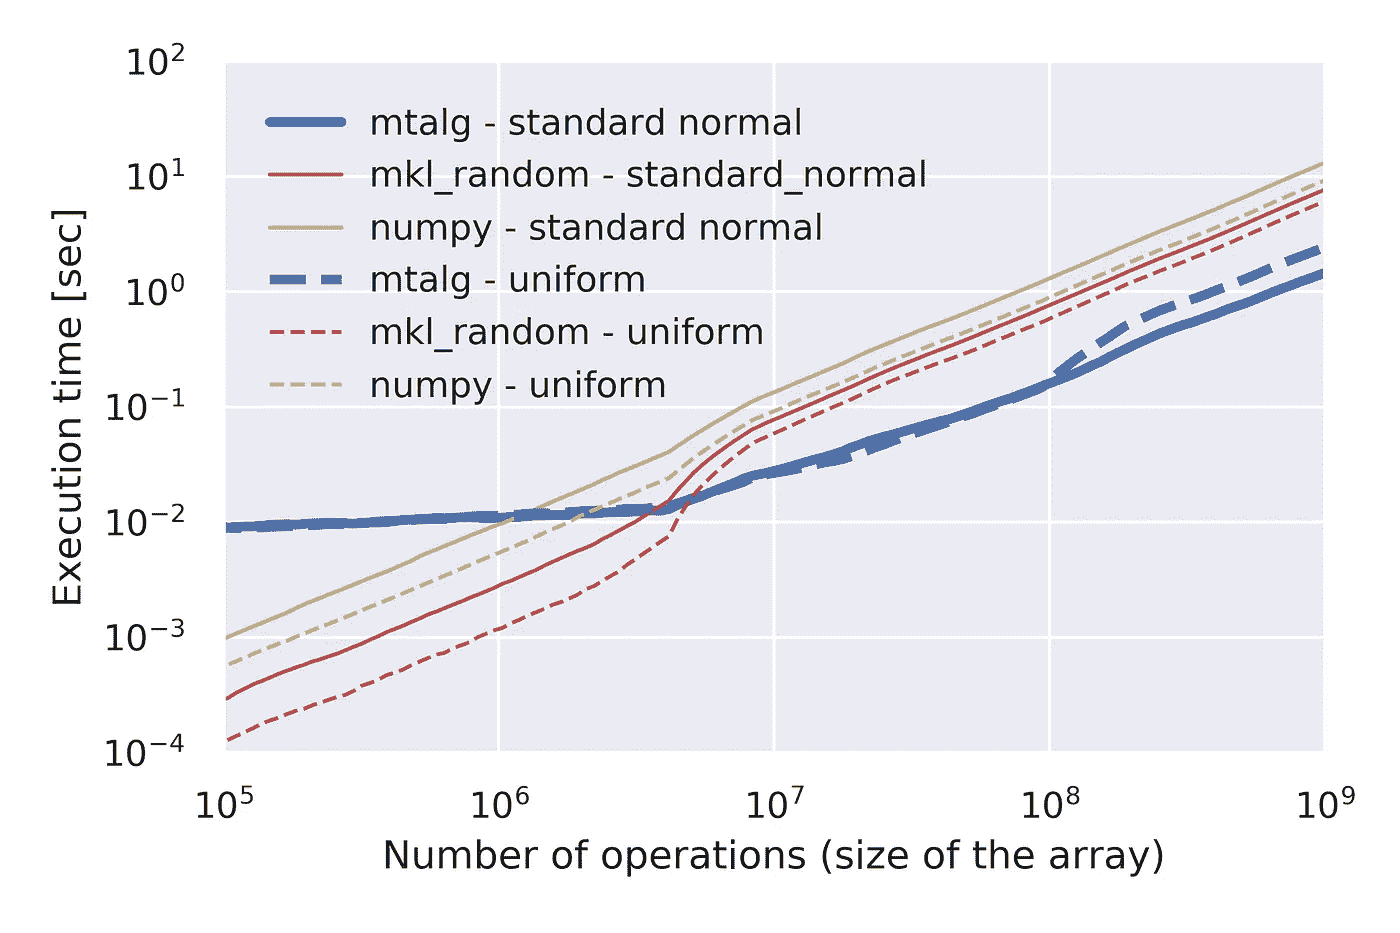 10²
10¹
10⁰
10⁻¹
10⁻²
10⁻³
10⁻⁴
Execution time [sec]
mtalg - standard normal
mkl_random - standard_normal
numpy - standard normal
mtalg - uniform
mkl_random - uniform
numpy - uniform
10⁵ 10⁶ 10⁷ 10⁸ 10⁹
Number of operations (size of the array)